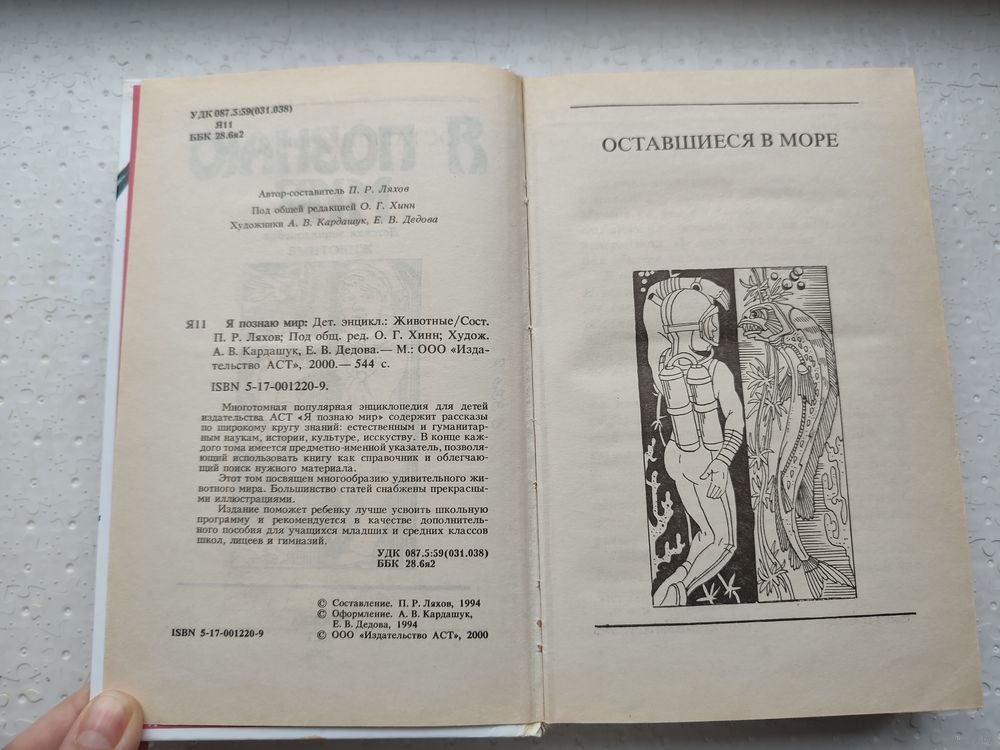 УДК 087.5:59(031.038)
Я11
ББК 28.6я2
Автор-составитель П. Р. Ляхов
Под общей редакцией О. Г. Хинн
Художники А. В. Кардашук, Е. В. Дедова
Я11 Я познаю мир: Дет. энцикл.: Животные/Сост.
П. Р. Ляхов; Под общ. ред. О. Г. Хинн; Худож.
А. В. Кардашук, Е. В. Дедова.— М.: ООО «Изда-
тельство АСТ», 2000.— 544 с.
ISBN 5-17-001220-9.
Многотомная популярная энциклопедия для детей
издательства АСТ «Я познаю мир» содержит рассказы
по широкому кругу знаний: естественным и гуманитар-
ным наукам, истории, культуре, исскуству. В конце каж-
дого тома имеется предметно-именной указатель, позволя-
ющий использовать книгу как справочник и облегчаю-
щий поиск нужного материала.
Этот том посвящен многообразию удивительного жи-
вотного мира. Большинство статей снабжены прекрасны-
ми иллюстрациями.
Издание поможет ребенку лучше усвоить школьную
программу и рекомендуется в качестве дополнитель-
ного пособия для учащихся младших и средних классов
школ, лицеев и гимназий.
УДК 087.5:59(031.038)
ББК 28.6я2
© Составление. П. Р. Ляхов, 1994
© Оформление. А. В. Кардашук,
Е. В. Дедова, 1994
ISBN 5-17-001220-9 © ООО «Издательство АСТ», 2000
ОСТАВШИЕСЯ В МОРЕ